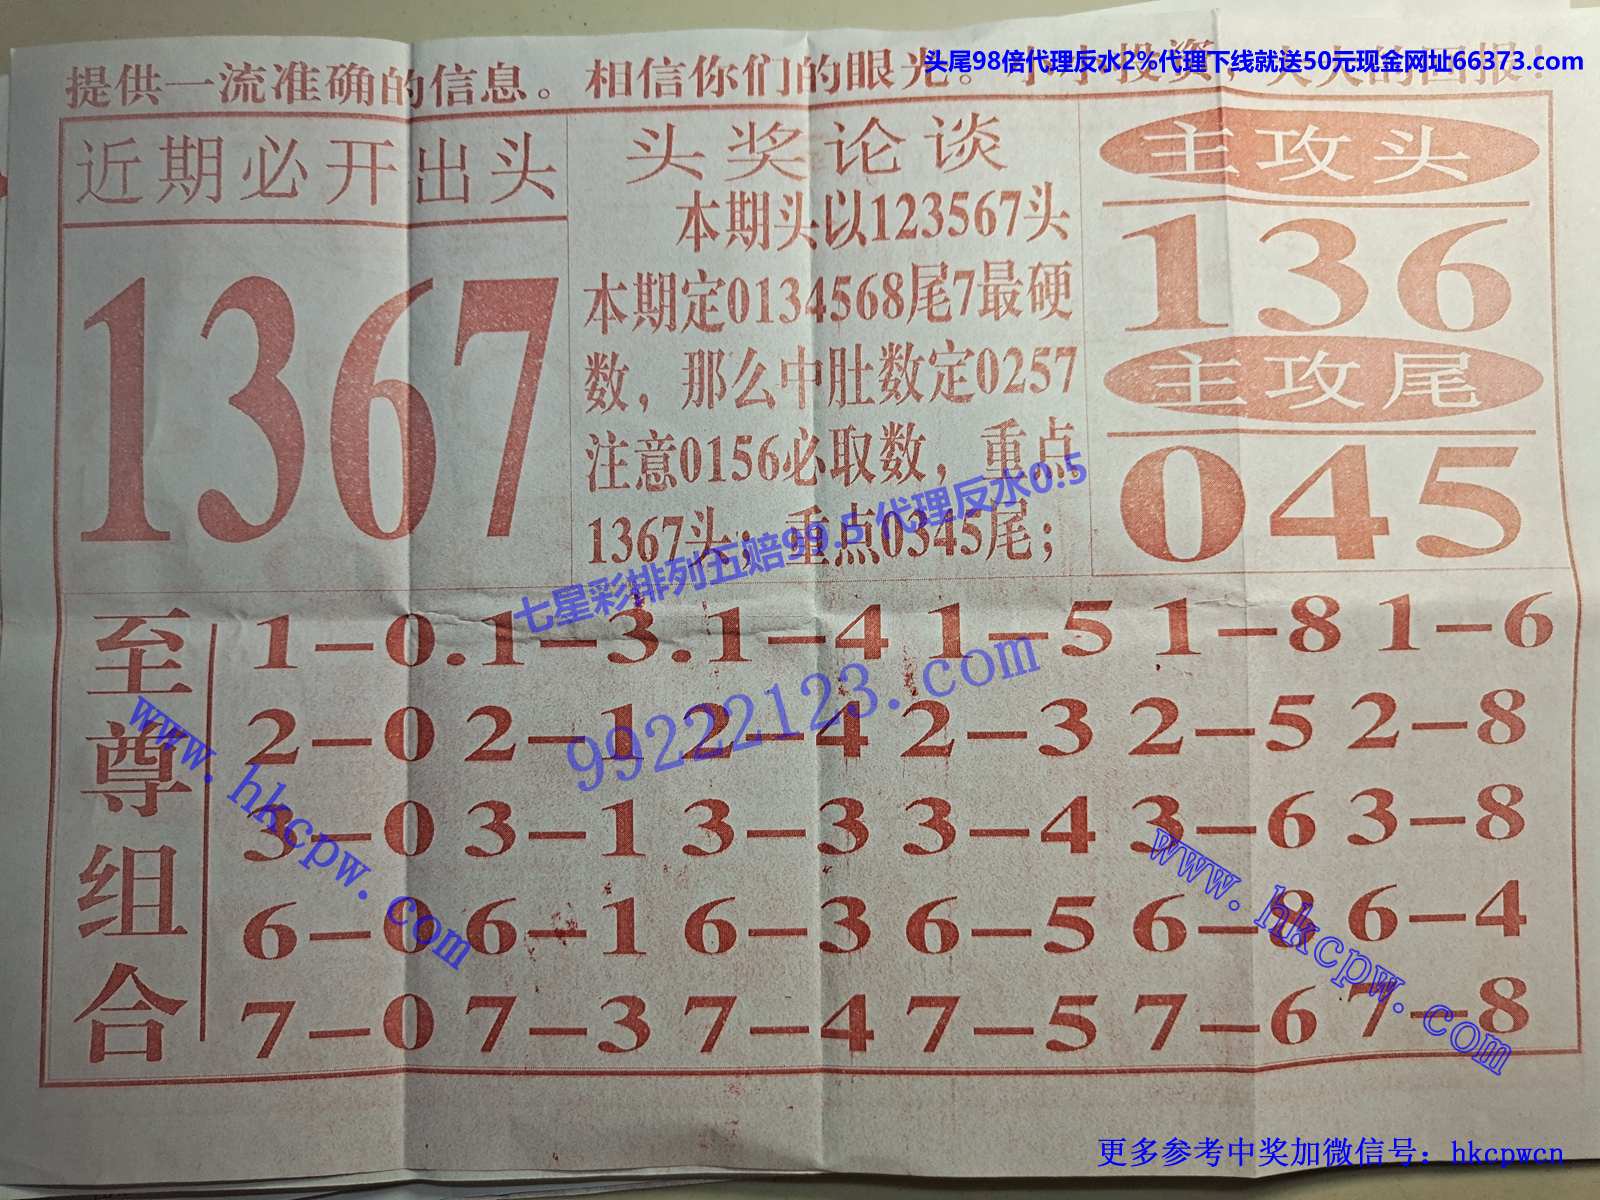 头尾98倍代理反水2%代理下线就送50元现金网址66373.com
提供一流准确的信息。相信你们的眼光。小小投资，大大的回报！
近期必开出头
1367
头奖论谈
本期头以123567头
本期定0134568尾7最硬
数，那么中肚数定0257
注意0156必取数，重点
1367头；重点0345尾；
主攻头
136
主攻尾
045
七星彩排列五赔99.5 代理反水0.5
99222123.com
至尊组合
1-0.1-3.1-4 1-5 1-8 1-6
2-0 2-1 2-4 2-3 2-5 2-8
3-0 3-1 3-3 3-4 3-6 3-8
6-0 6-1 6-3 6-5 6-8 6-4
7-0 7-3 7-4 7-5 7-6 7-8
www.hkcpw.com
www.hkcpw.com
更多参考中奖加微信号：hkcpwcn